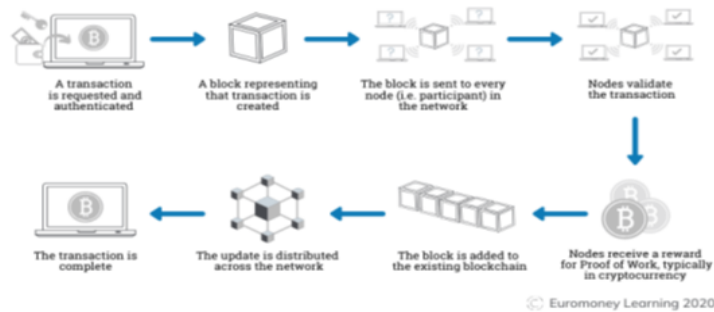 A transaction
is requested and
authenticated
A block representing
that transaction is
created
The block is sent to every
node (i.e. participant) in
the network
Nodes validate
the transaction
The transaction is
complete
The update is distributed
across the network
The block is added to
the existing blockchain
Nodes receive a reward
for Proof of Work, typically
in cryptocurrency
Euromoney Learning 2020